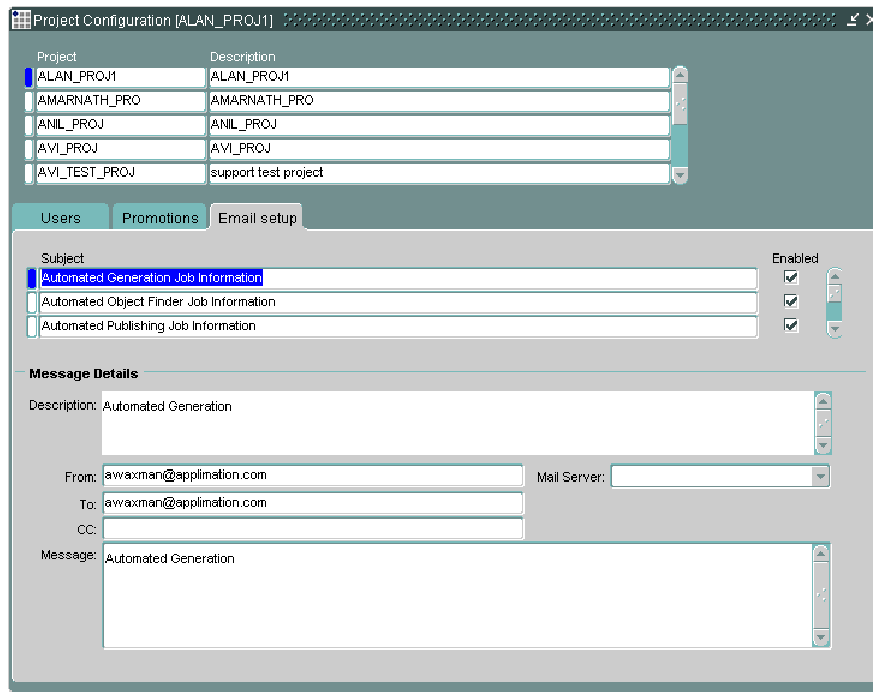 Project Configuration [ALAN_PROJ1]
Project Description
ALAN_PROJ1 ALAN_PROJ1
AMARNATH_PRO AMARNATH_PRO
ANIL_PROJ ANIL_PROJ
AVI_PROJ AVI_PROJ
AVI_TEST_PROJ support test project
Users Promotions Email setup
Subject Enabled
Automated Generation Job Information
Automated Object Finder Job Information
Automated Publishing Job Information
Message Details
Description: Automated Generation
From: awaxman@applimation.com Mail Server:
To: awaxman@applimation.com
CC:
Message: Automated Generation